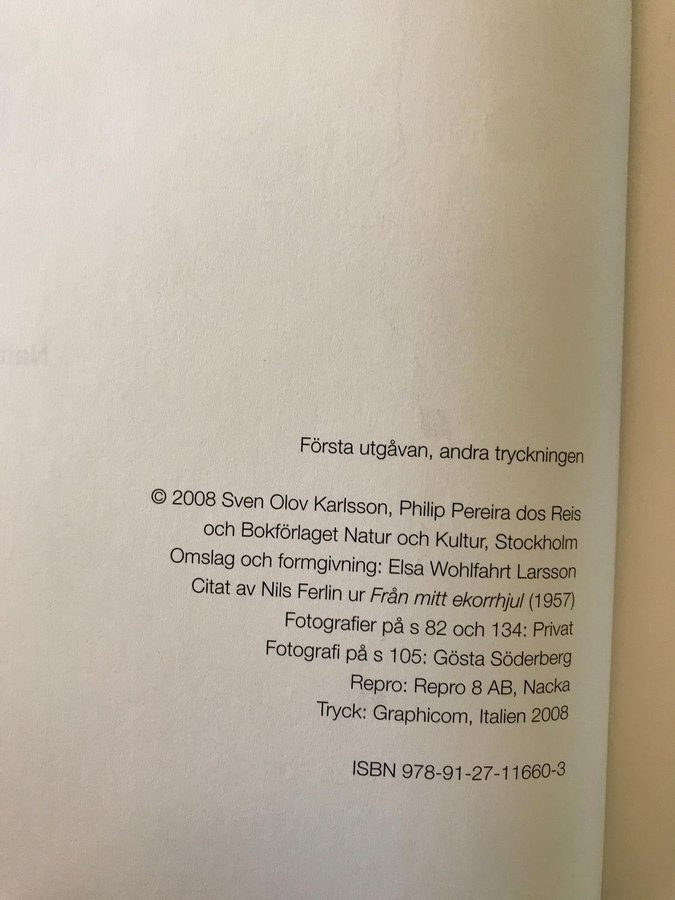 Första utgåvan, andra tryckningen
© 2008 Sven Olov Karlsson, Philip Pereira dos Reis
och Bokförlaget Natur och Kultur, Stockholm
Omslag och formgivning: Elsa Wohlfahrt Larsson
Citat av Nils Ferlin ur Från mitt ekorrhjul (1957)
Fotografier på s 82 och 134: Privat
Fotografi på s 105: Gösta Söderberg
Repro: Repro 8 AB, Nacka
Tryck: Graphicom, Italien 2008
ISBN 978-91-27-11660-3